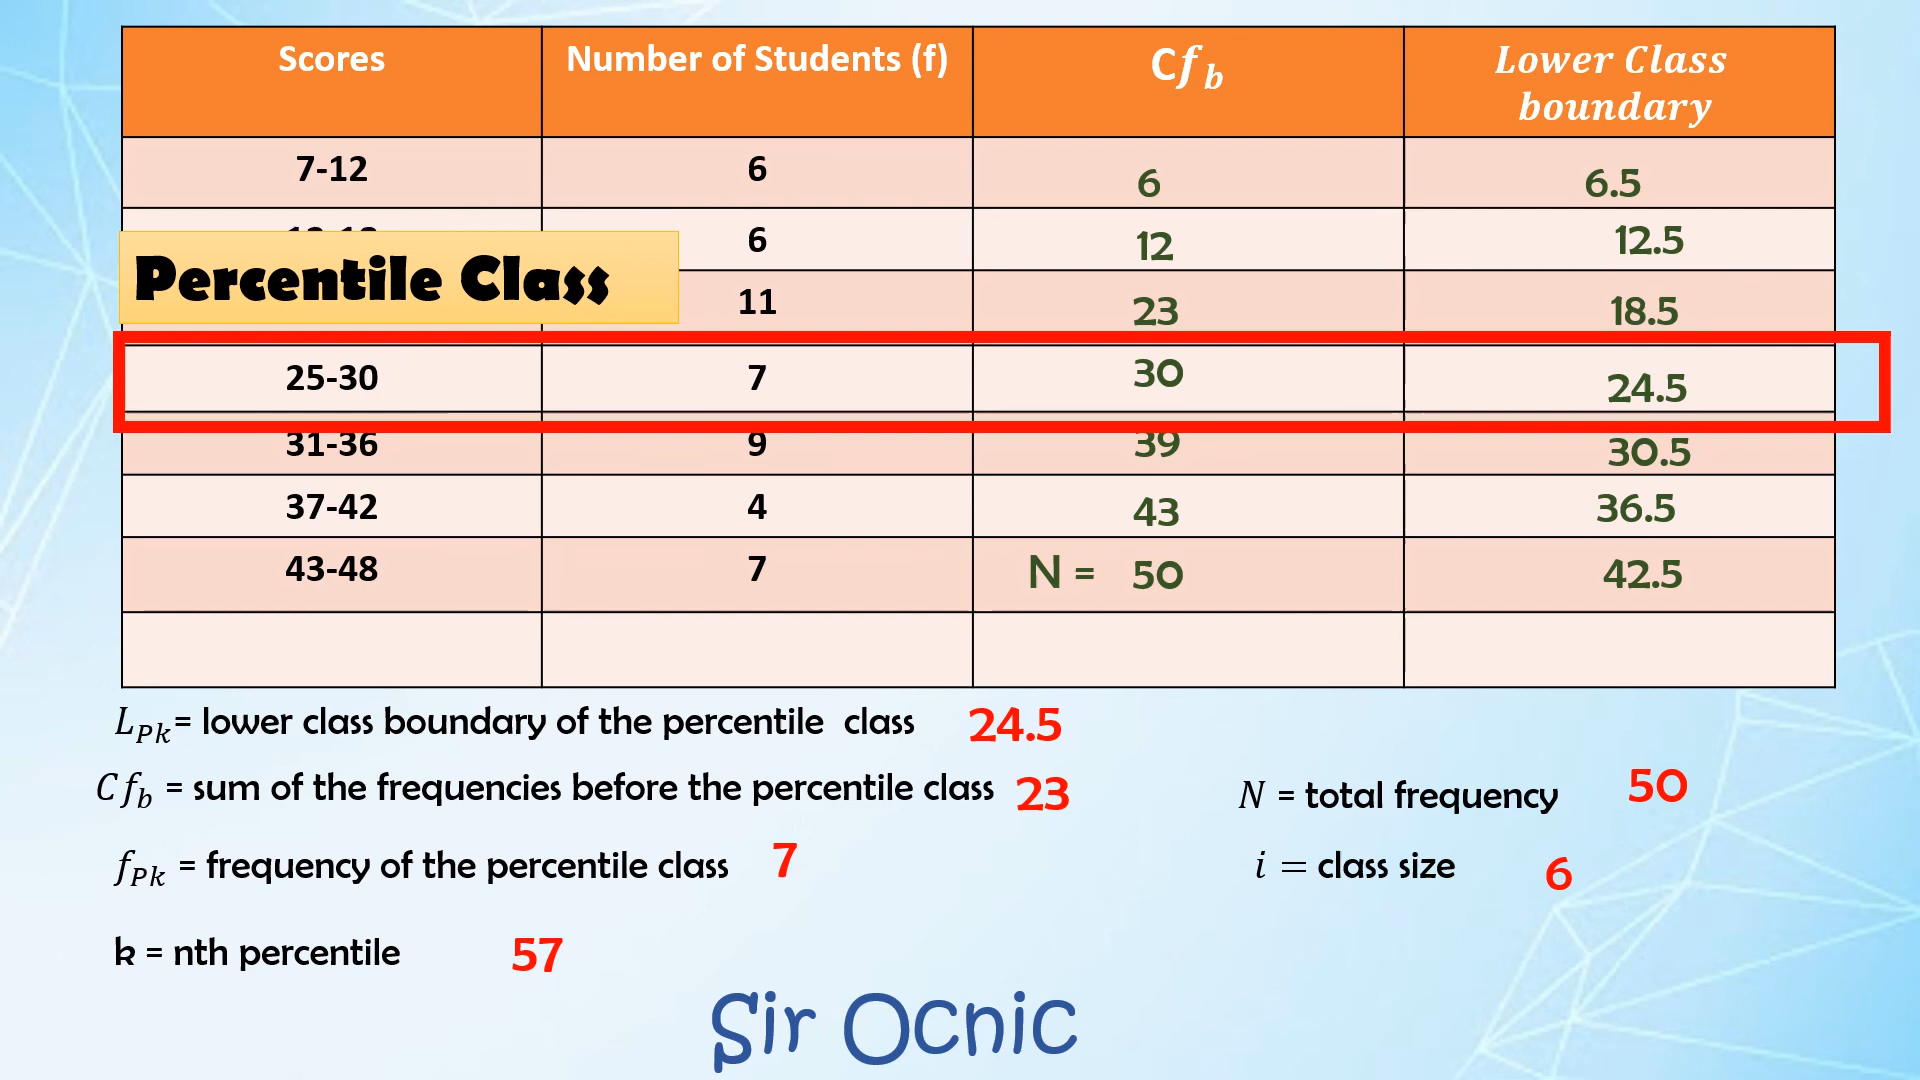 Scores Number of Students (f) Cf_b Lower Class boundary
7-12 6 6 6.5
6 12 12.5
Percentile Class
11 23 18.5
25-30 7 30 24.5
31-36 9 39 30.5
37-42 4 43 36.5
43-48 7 N = 50 42.5
L_Pk = lower class boundary of the percentile class 24.5
Cf_b = sum of the frequencies before the percentile class 23
N = total frequency 50
f_Pk = frequency of the percentile class 7
i = class size 6
k = nth percentile 57
Sir Ocnic